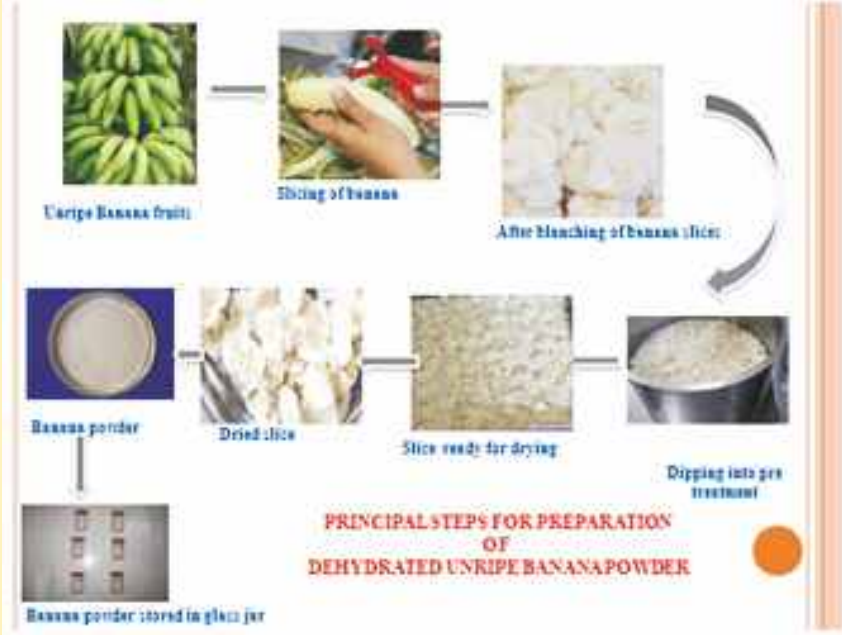 Unripe Banana fruits
Slicing of banana
After blanching of banana slices
Banana powder
Dried slice
Slice ready for drying
Dipping into pre
treatment
Banana powder stored in glass jar
PRINCIPAL STEPS FOR PREPARATION
OF
DEHYDRATED UNRIPE BANANA POWDER